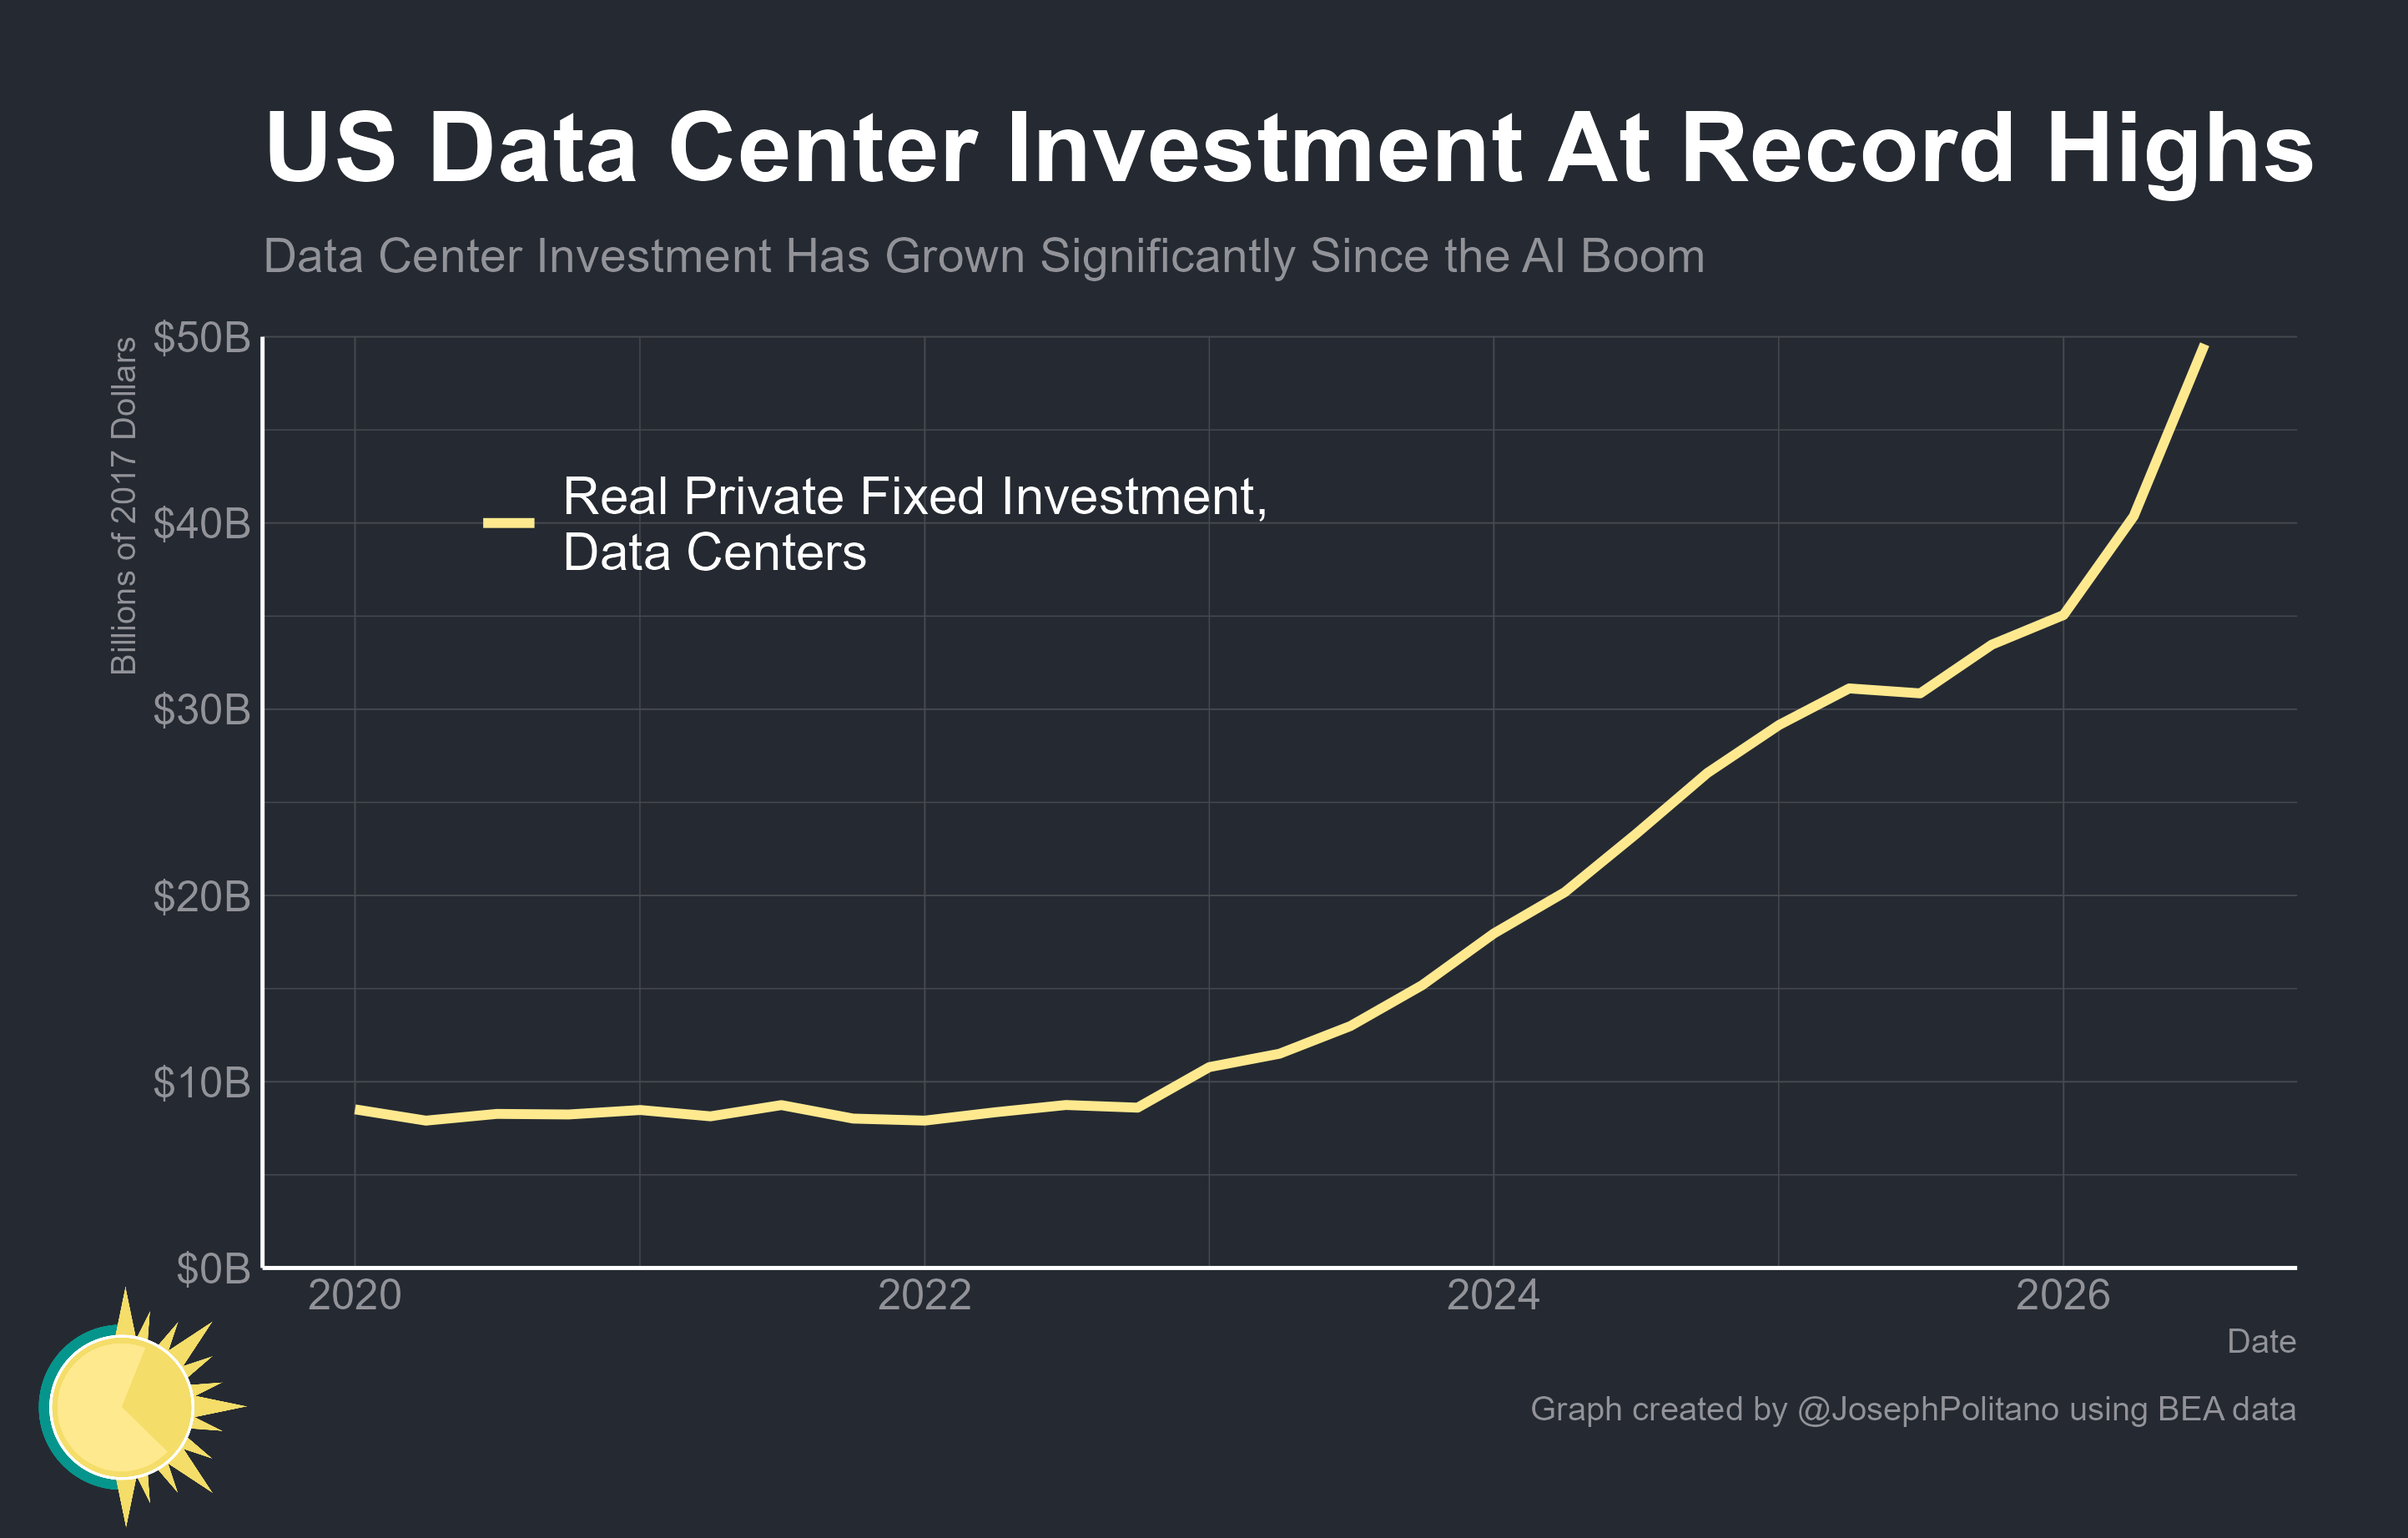 US Data Center Investment At Record Highs
Data Center Investment Has Grown Significantly Since the AI Boom
Billions of 2017 Dollars
$50B
$40B
$30B
$20B
$10B
$0B
Real Private Fixed Investment,
Data Centers
2020
2022
2024
2026
Date
Graph created by @JosephPolitano using BEA data